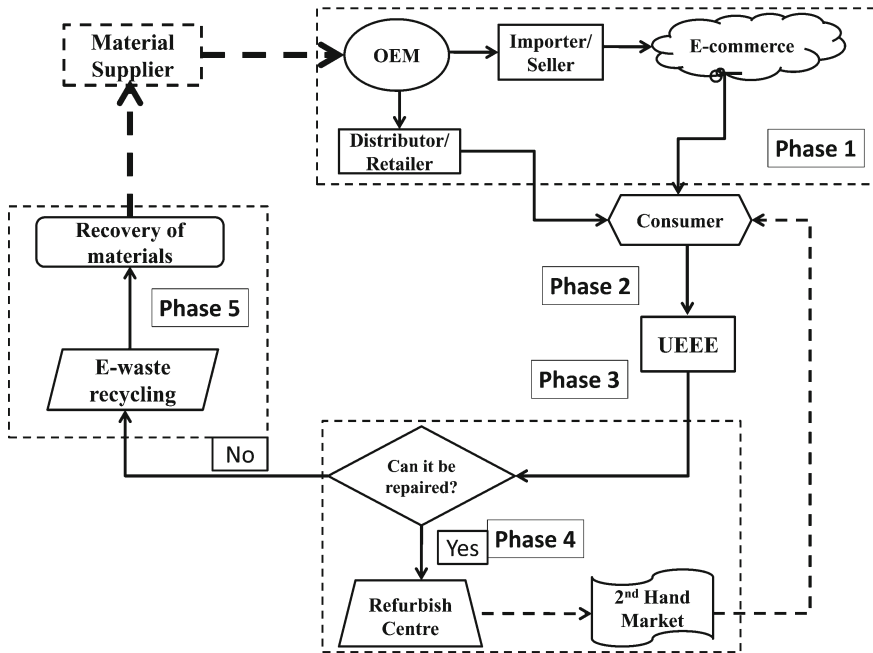 Material
Supplier
OEM
Importer/
Seller
E-commerce
Distributor/
Retailer
Phase 1
Consumer
Recovery of
materials
Phase 5
Phase 2
UEEE
E-waste
recycling
Phase 3
No
Can it be
repaired?
Yes
Phase 4
Refurbish
Centre
2nd Hand
Market